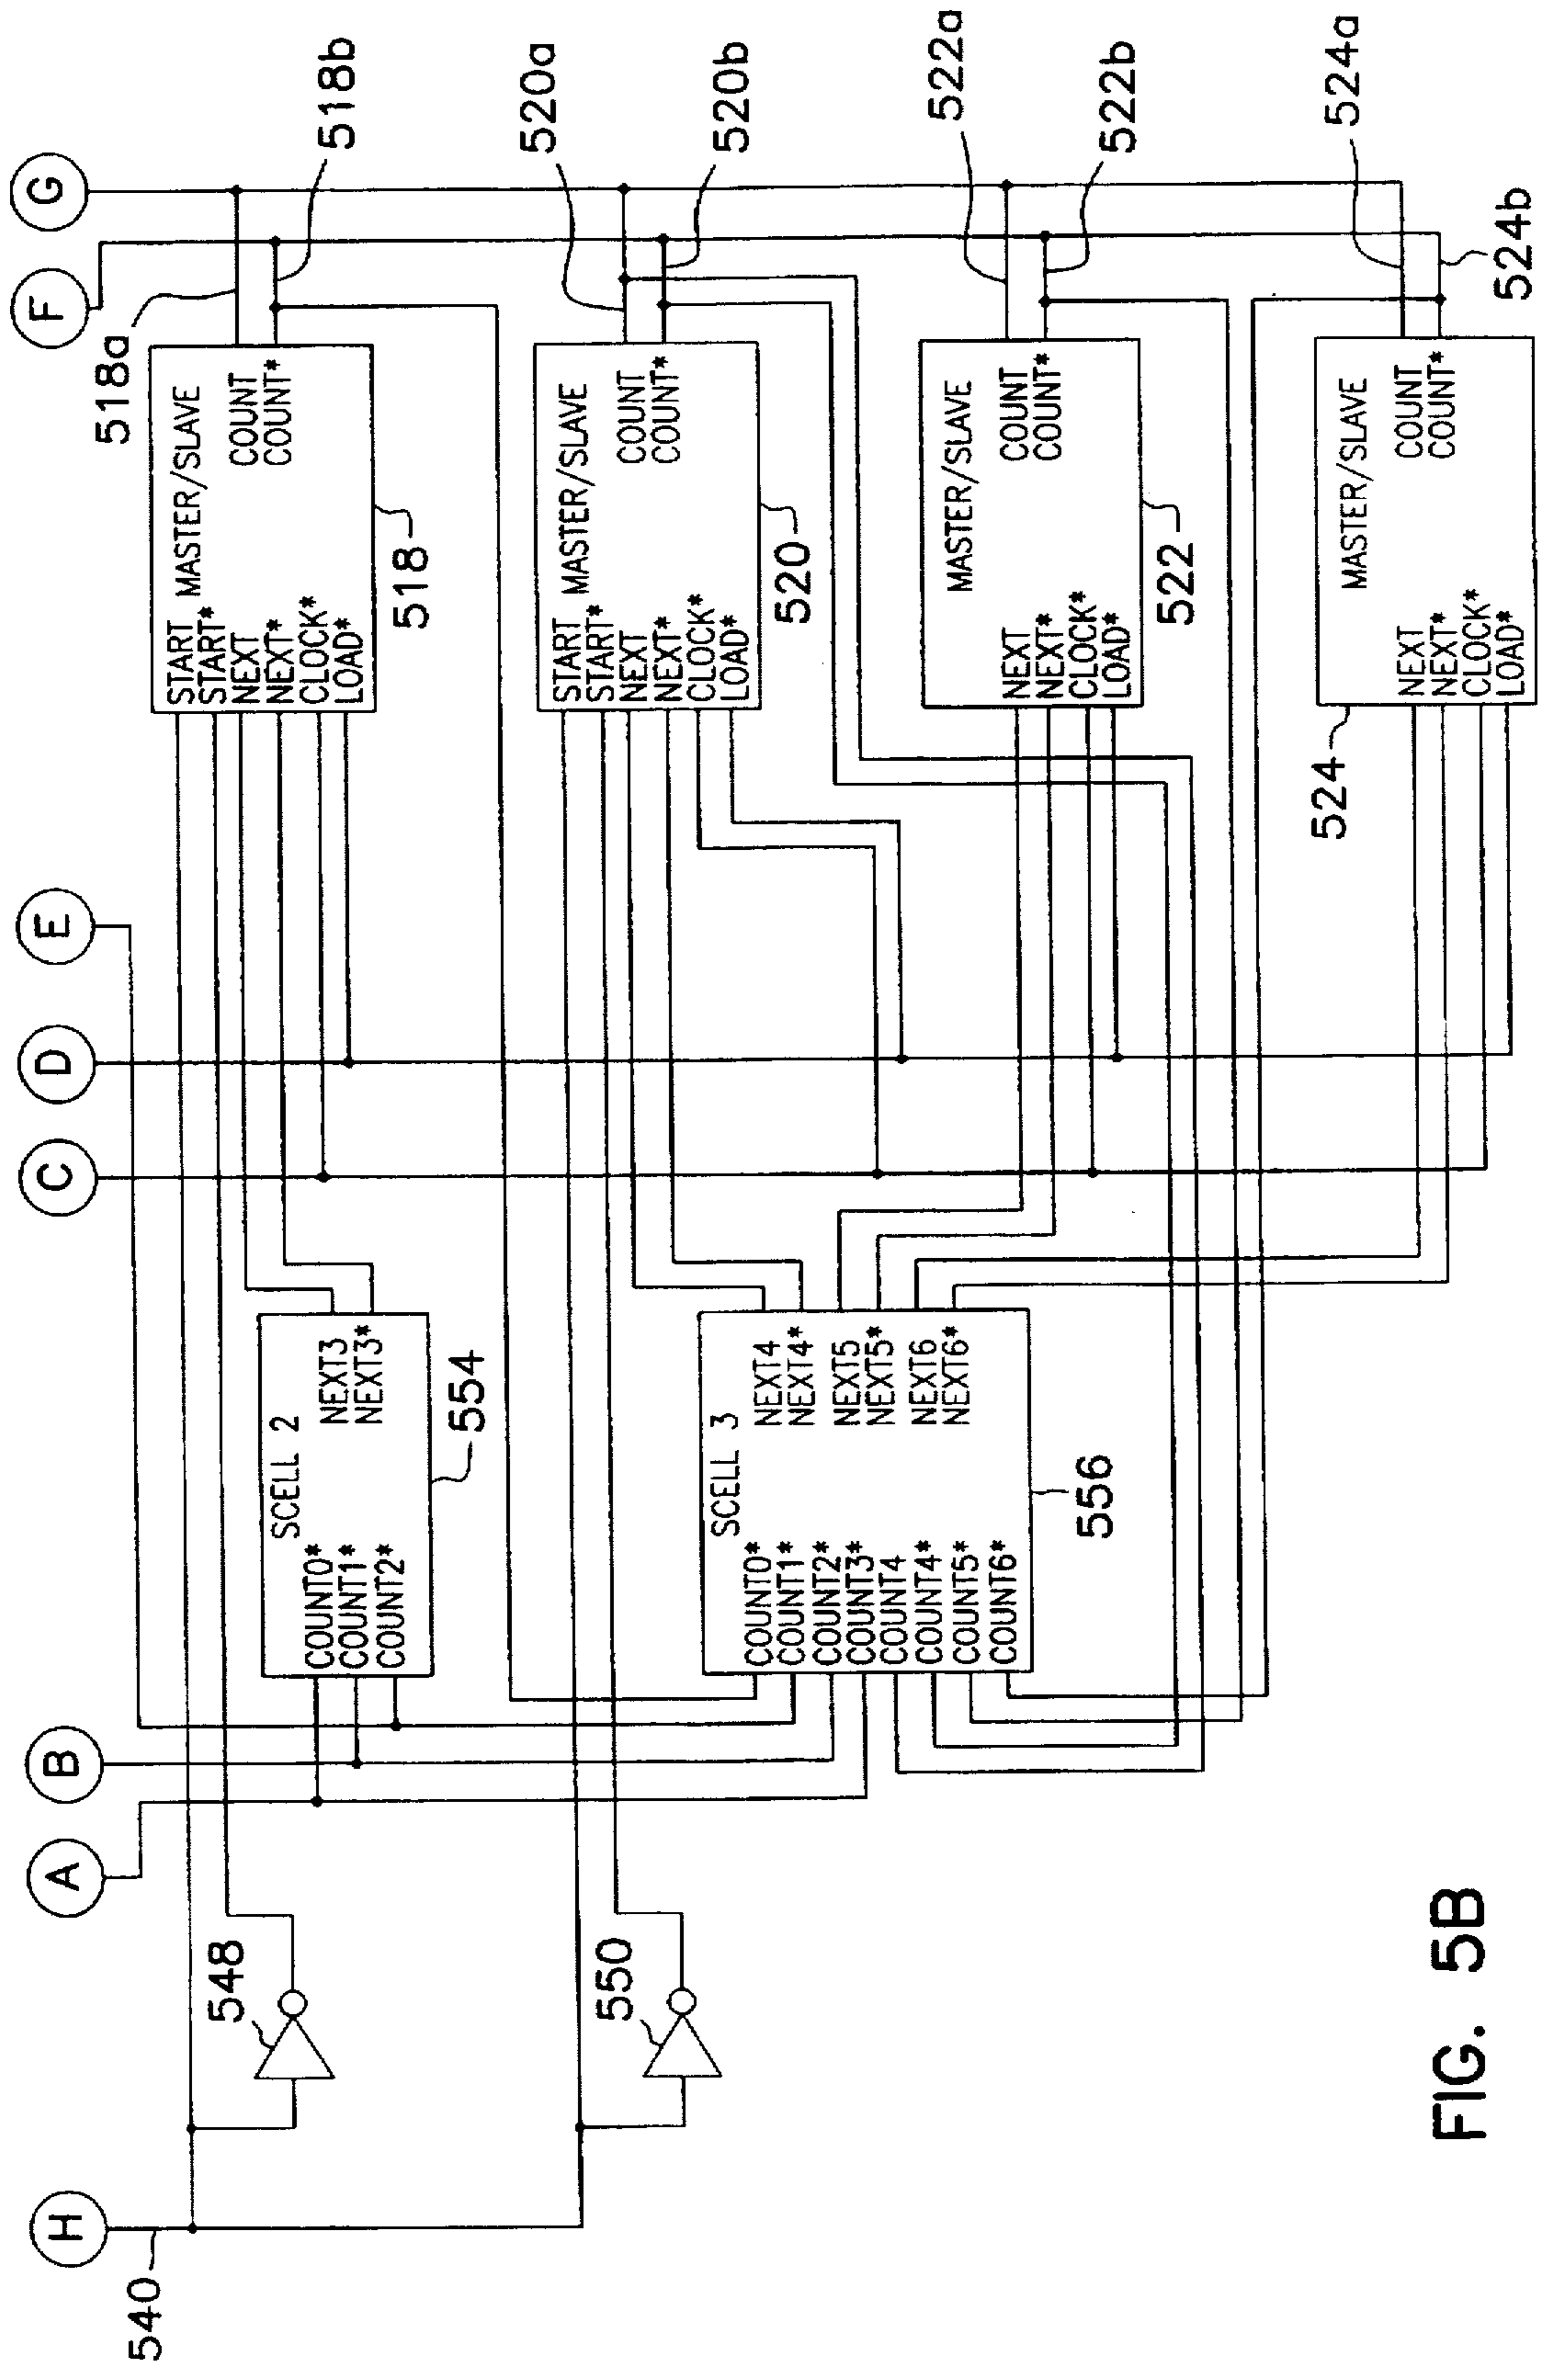 H
540
A
B
C
D
E
F
G
548
550
SCELL 2
COUNT0*
COUNT1*
COUNT2*
NEXT3
NEXT3*
554
SCELL 3
COUNT0*
COUNT1*
COUNT2*
COUNT3*
COUNT4
COUNT4*
COUNT5*
COUNT6*
NEXT4
NEXT4*
NEXT5
NEXT5*
NEXT6
NEXT6*
556
START
START*
NEXT
NEXT*
CLOCK*
LOAD*
MASTER/SLAVE
COUNT
COUNT*
518
518a
518b
START
START*
NEXT
NEXT*
CLOCK*
LOAD*
MASTER/SLAVE
COUNT
COUNT*
520
520a
520b
NEXT
NEXT*
CLOCK*
LOAD*
MASTER/SLAVE
COUNT
COUNT*
522
522a
522b
NEXT
NEXT*
CLOCK*
LOAD*
MASTER/SLAVE
COUNT
COUNT*
524
524a
524b
FIG. 5B